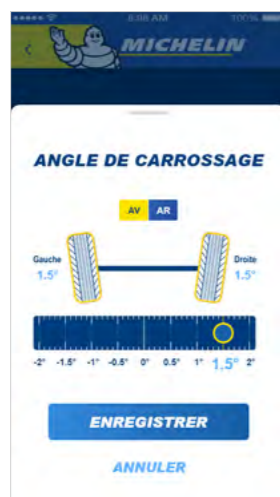 6:08 AM 100%
MICHELIN
ANGLE DE CARROSSAGE
AV AR
Gauche Droite
1.5° 1.5°
-2° -1.5° -1° -0.5° 0° 0.5° 1° 1.5° 2°
ENREGISTRER
ANNULER